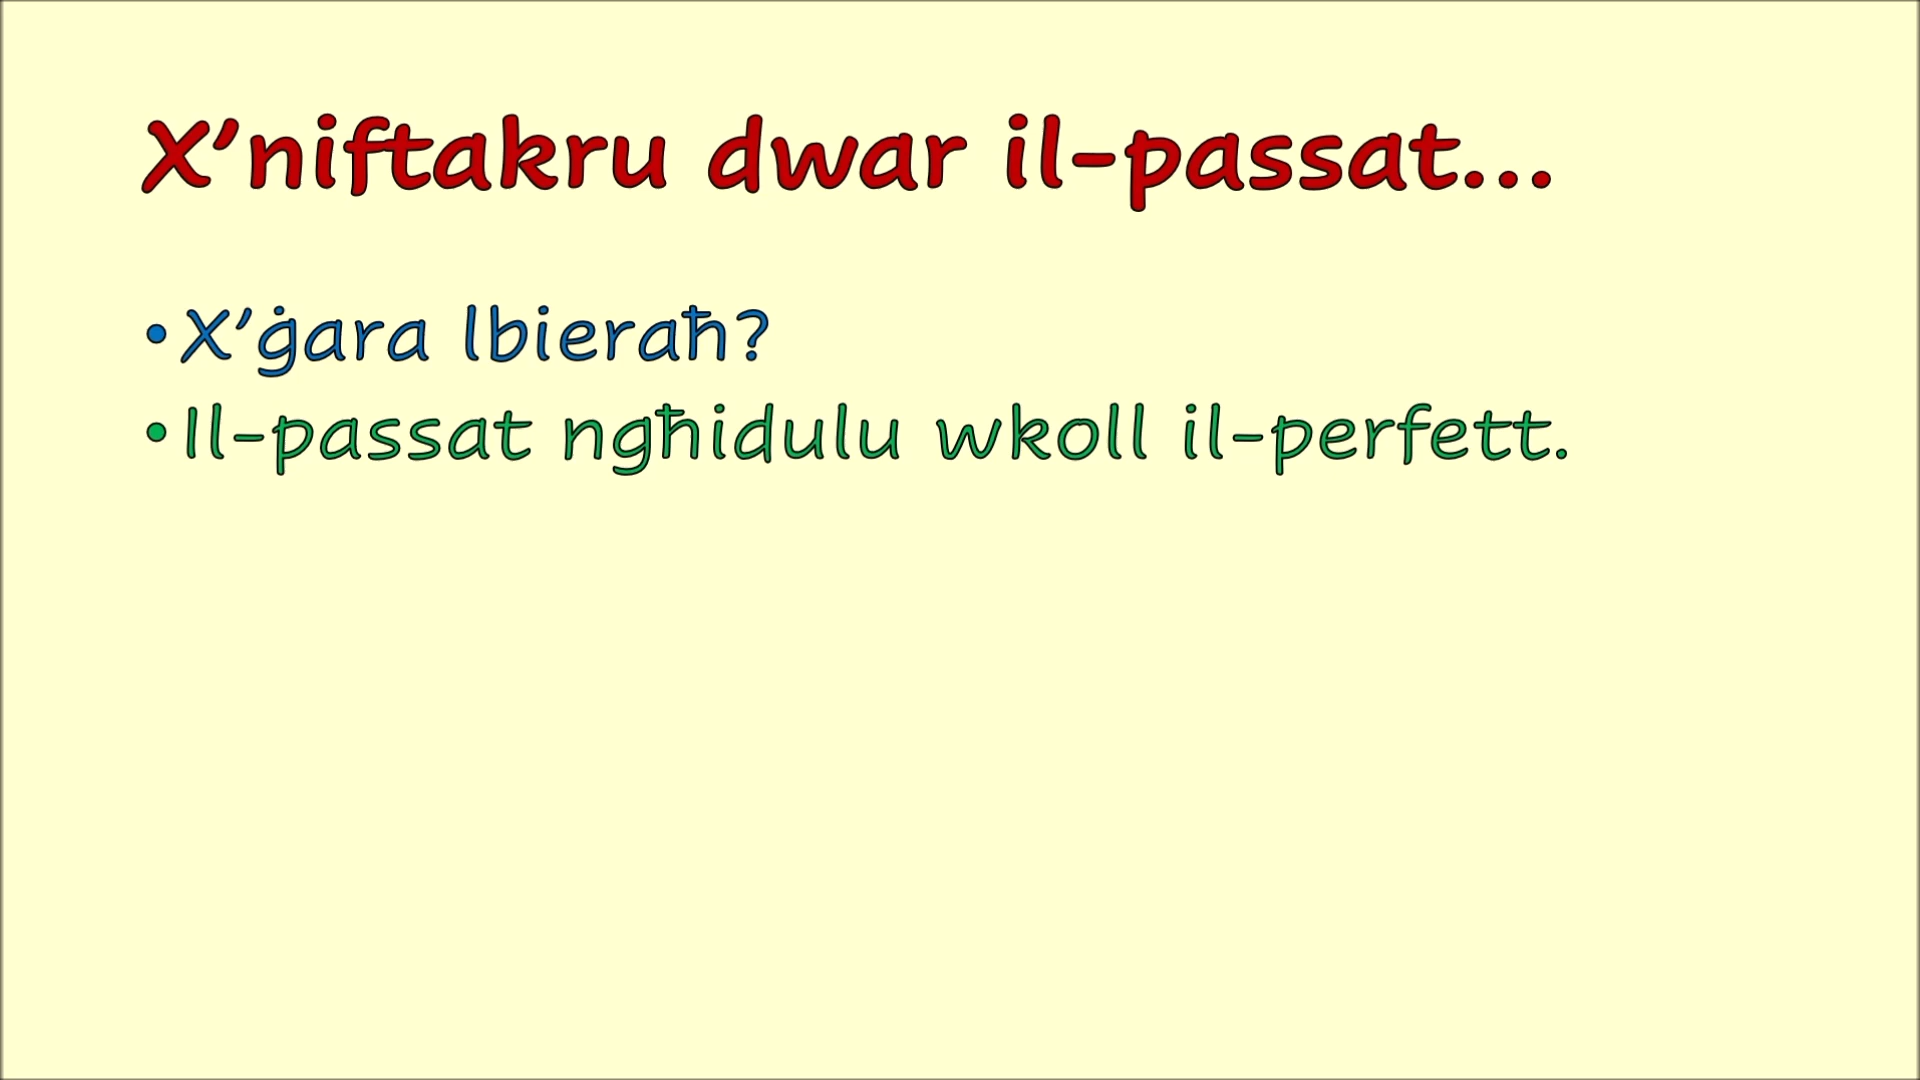 X’niftakru dwar il-passat...
•X’ġara lbieraħ?
•Il-passat ngħidulu wkoll il-perfett.